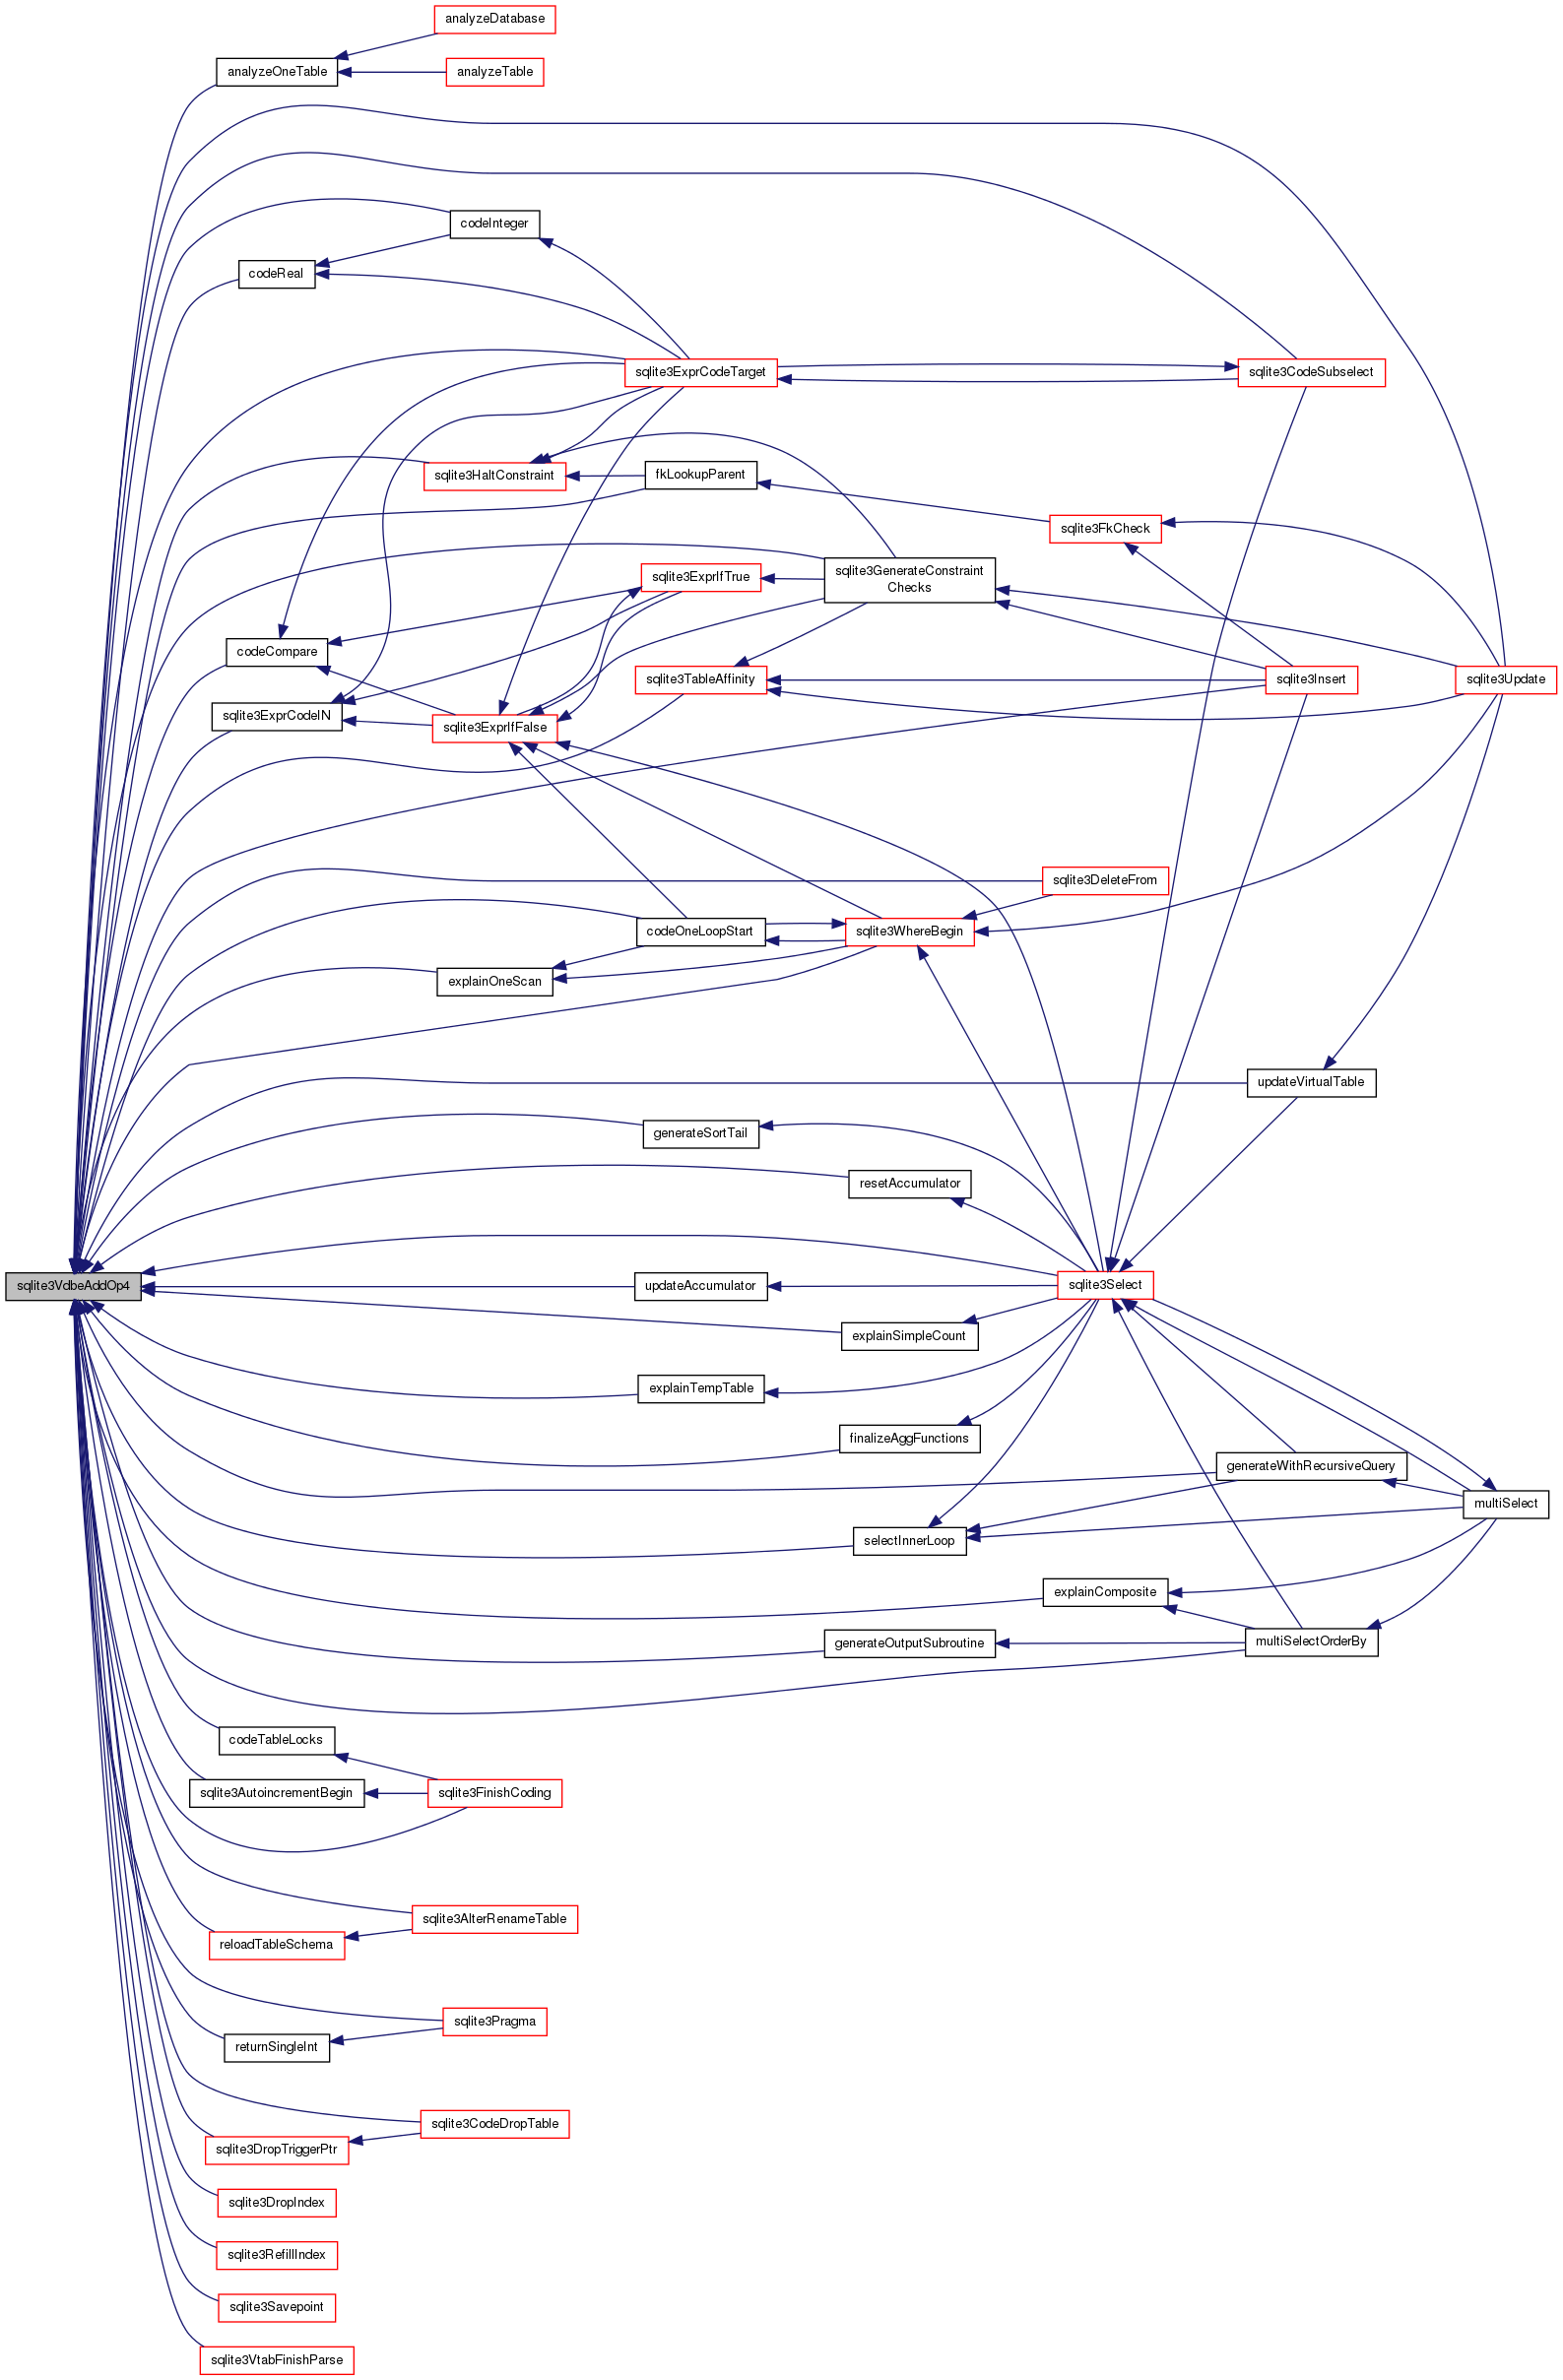 analyzeDatabase
analyzeOneTable
analyzeTable
codeInteger
codeReal
sqlite3ExprCodeTarget
sqlite3CodeSubselect
sqlite3HaltConstraint
fkLookupParent
sqlite3FkCheck
sqlite3GenerateConstraint
Checks
sqlite3ExprIfTrue
codeCompare
sqlite3TableAffinity
sqlite3Insert
sqlite3Update
sqlite3ExprCodeIN
sqlite3ExprIfFalse
sqlite3DeleteFrom
codeOneLoopStart
sqlite3WhereBegin
explainOneScan
updateVirtualTable
generateSortTail
resetAccumulator
sqlite3VdbeAddOp4
updateAccumulator
sqlite3Select
explainSimpleCount
explainTempTable
finalizeAggFunctions
generateWithRecursiveQuery
multiSelect
selectInnerLoop
explainComposite
generateOutputSubroutine
multiSelectOrderBy
codeTableLocks
sqlite3AutoincrementBegin
sqlite3FinishCoding
sqlite3AlterRenameTable
reloadTableSchema
sqlite3Pragma
returnSingleInt
sqlite3CodeDropTable
sqlite3DropTriggerPtr
sqlite3DropIndex
sqlite3RefillIndex
sqlite3Savepoint
sqlite3VtabFinishParse